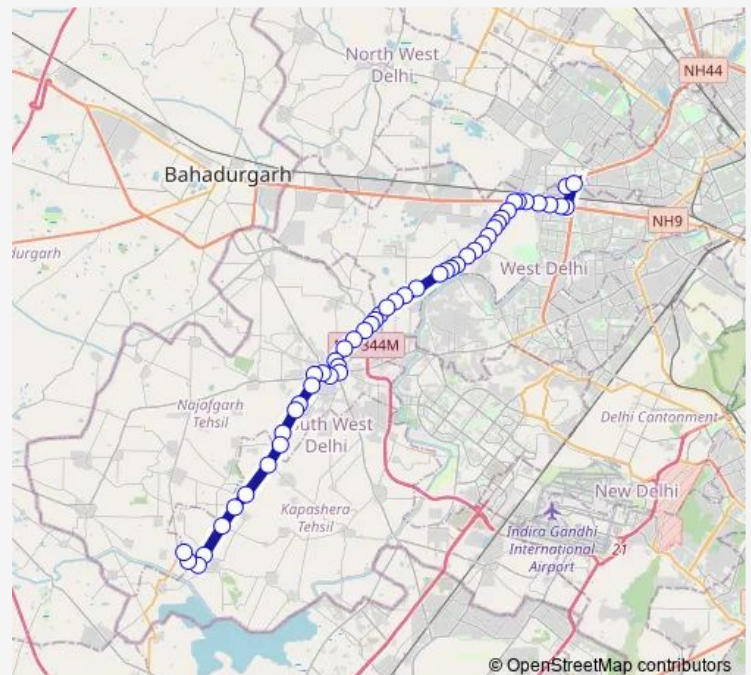 North West
Delhi
NH44
Bahadurgarh
NH9
durgarh
West Delhi
344M
Najafgarh
Tehsil
South West
Delhi
Delhi Cantonment
New Delhi
Kapashera
Tehsil
Indira Gandhi
International
Airport
21
© OpenStreetMap contributors